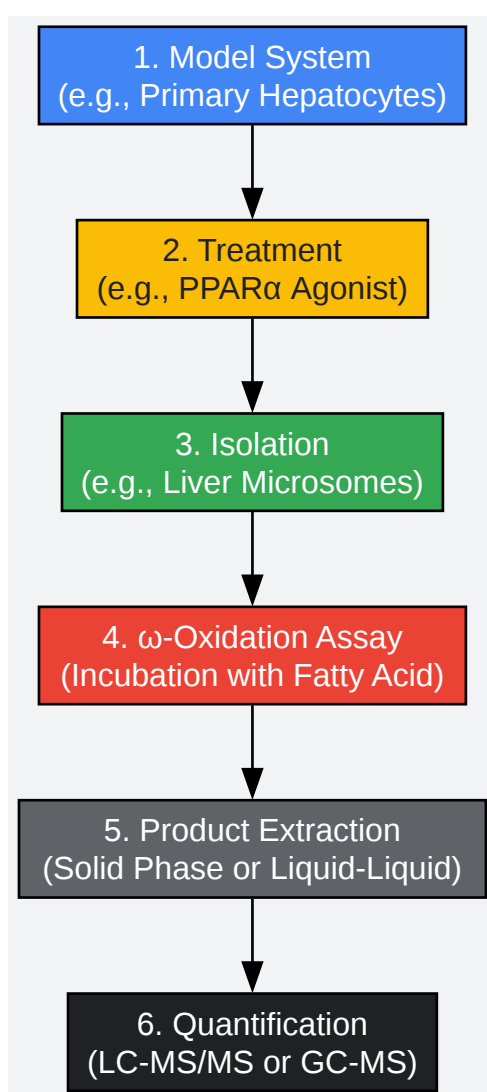 1. Model System
(e.g., Primary Hepatocytes)
2. Treatment
(e.g., PPARα Agonist)
3. Isolation
(e.g., Liver Microsomes)
4. ω-Oxidation Assay
(Incubation with Fatty Acid)
5. Product Extraction
(Solid Phase or Liquid-Liquid)
6. Quantification
(LC-MS/MS or GC-MS)